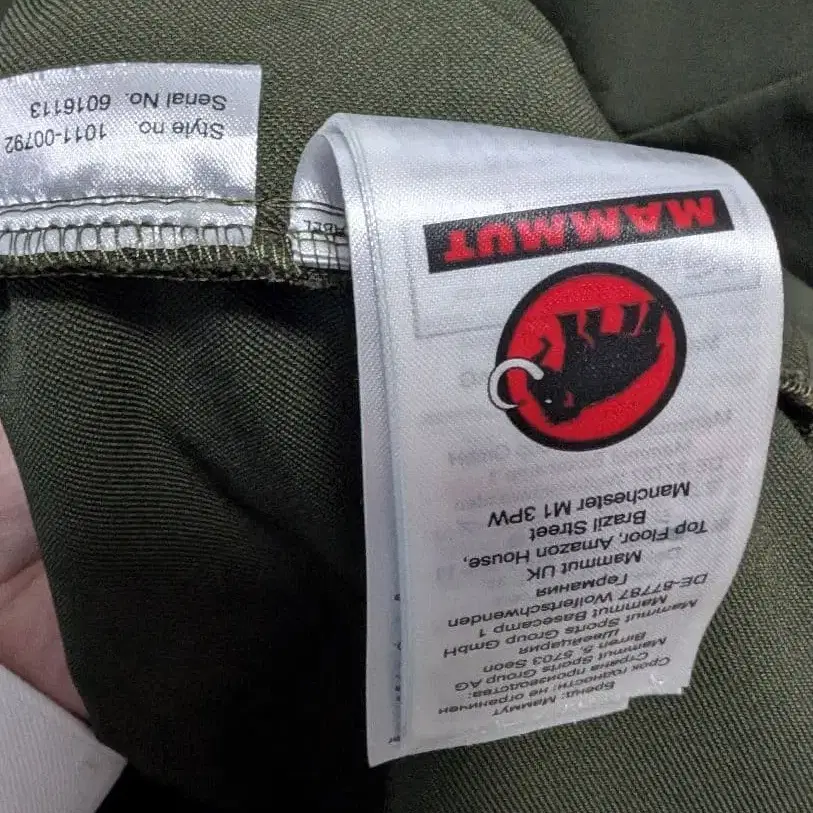 Бренд: Маммут
Срок годности: не ограничен
Страна производства:
Mammut Sports Group AG
Birren 5, 5703 Seon
Швейцария
Mammut Sports Group GmbH
Mammut Basecamp 1
DE-87787 Wolfertschwenden
Германия
Mammut UK
Top Floor, Amazon House,
Brazil Street
Manchester M1 3PW
MAMMUT
Style no 1011-00792
Serial No. 6016113